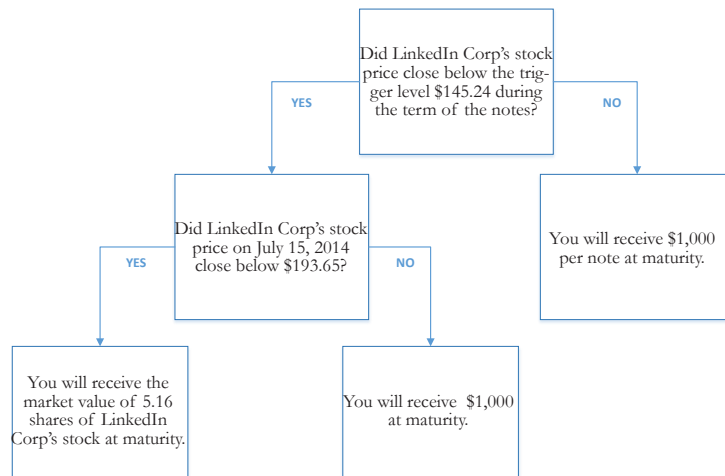 Did LinkedIn Corp's stock
price close below the trig-
ger level $145.24 during
the term of the notes?
YES
NO
Did LinkedIn Corp's stock
price on July 15, 2014
close below $193.65?
You will receive $1,000
per note at maturity.
YES
NO
You will receive the
market value of 5.16
shares of LinkedIn
Corp's stock at maturity.
You will receive $1,000
at maturity.